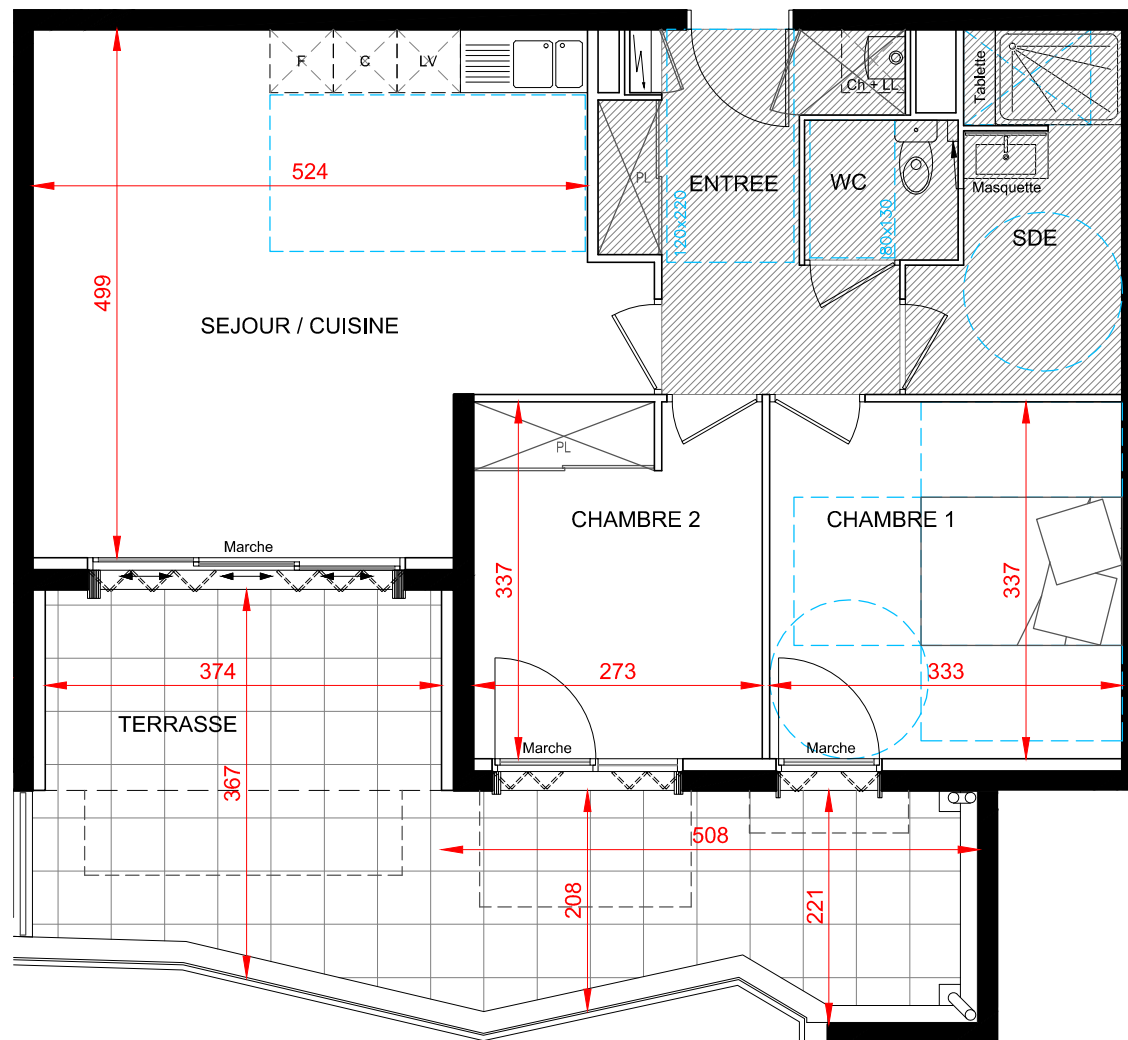 F
C
LV
Ch + LL
Tablette
524
PL
ENTREE
WC
Masquette
120x220
80x130
SDE
499
SEJOUR / CUISINE
PL
CHAMBRE 2
CHAMBRE 1
Marche
337
337
374
273
333
TERRASSE
Marche
Marche
367
508
208
221